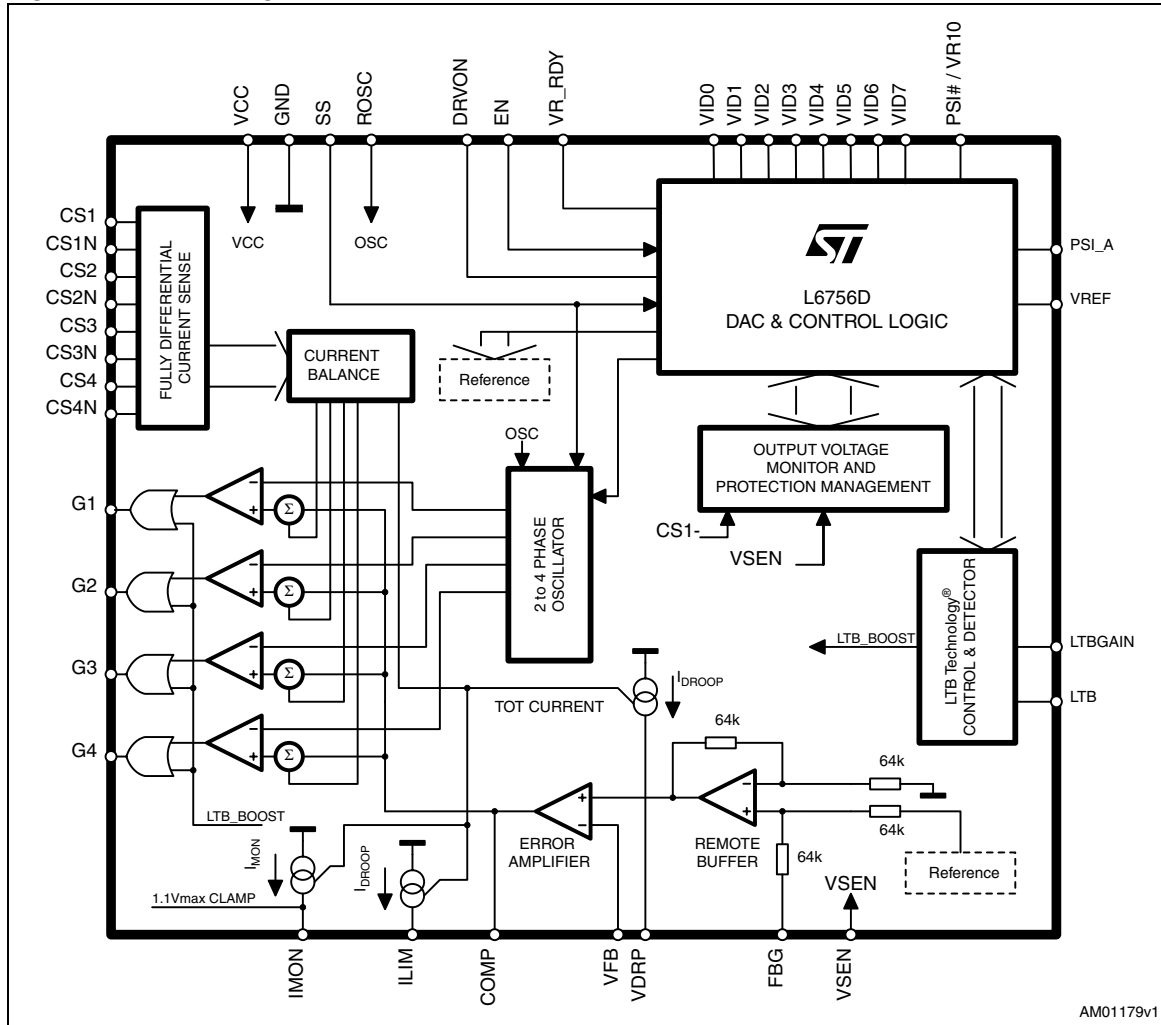 VCC
GND
SS
ROSC
DRVON
EN
VR_RDY
VID0
VID1
VID2
VID3
VID4
VID5
VID6
VID7
PSI# / VR10
CS1
CS1N
CS2
CS2N
CS3
CS3N
CS4
CS4N
FULLY DIFFERENTIAL
CURRENT SENSE
VCC
OSC
CURRENT
BALANCE
Reference
ST
L6756D
DAC & CONTROL LOGIC
PSI_A
VREF
OSC
2 to 4 PHASE
OSCILLATOR
OUTPUT VOLTAGE
MONITOR AND
PROTECTION MANAGEMENT
CS1-
VSEN
G1
G2
G3
G4
-
+
Σ
-
+
Σ
-
+
Σ
-
+
Σ
LTB_BOOST
LTB Technology®
CONTROL & DETECTOR
LTBGAIN
LTB
TOT CURRENT
IDROOP
64k
64k
64k
64k
+
-
-
+
ERROR
AMPLIFIER
REMOTE
BUFFER
Reference
VSEN
LTB_BOOST
IMON
IDROOP
1.1Vmax CLAMP
IMON
ILIM
COMP
VFB
VDRP
FBG
VSEN
AM01179v1